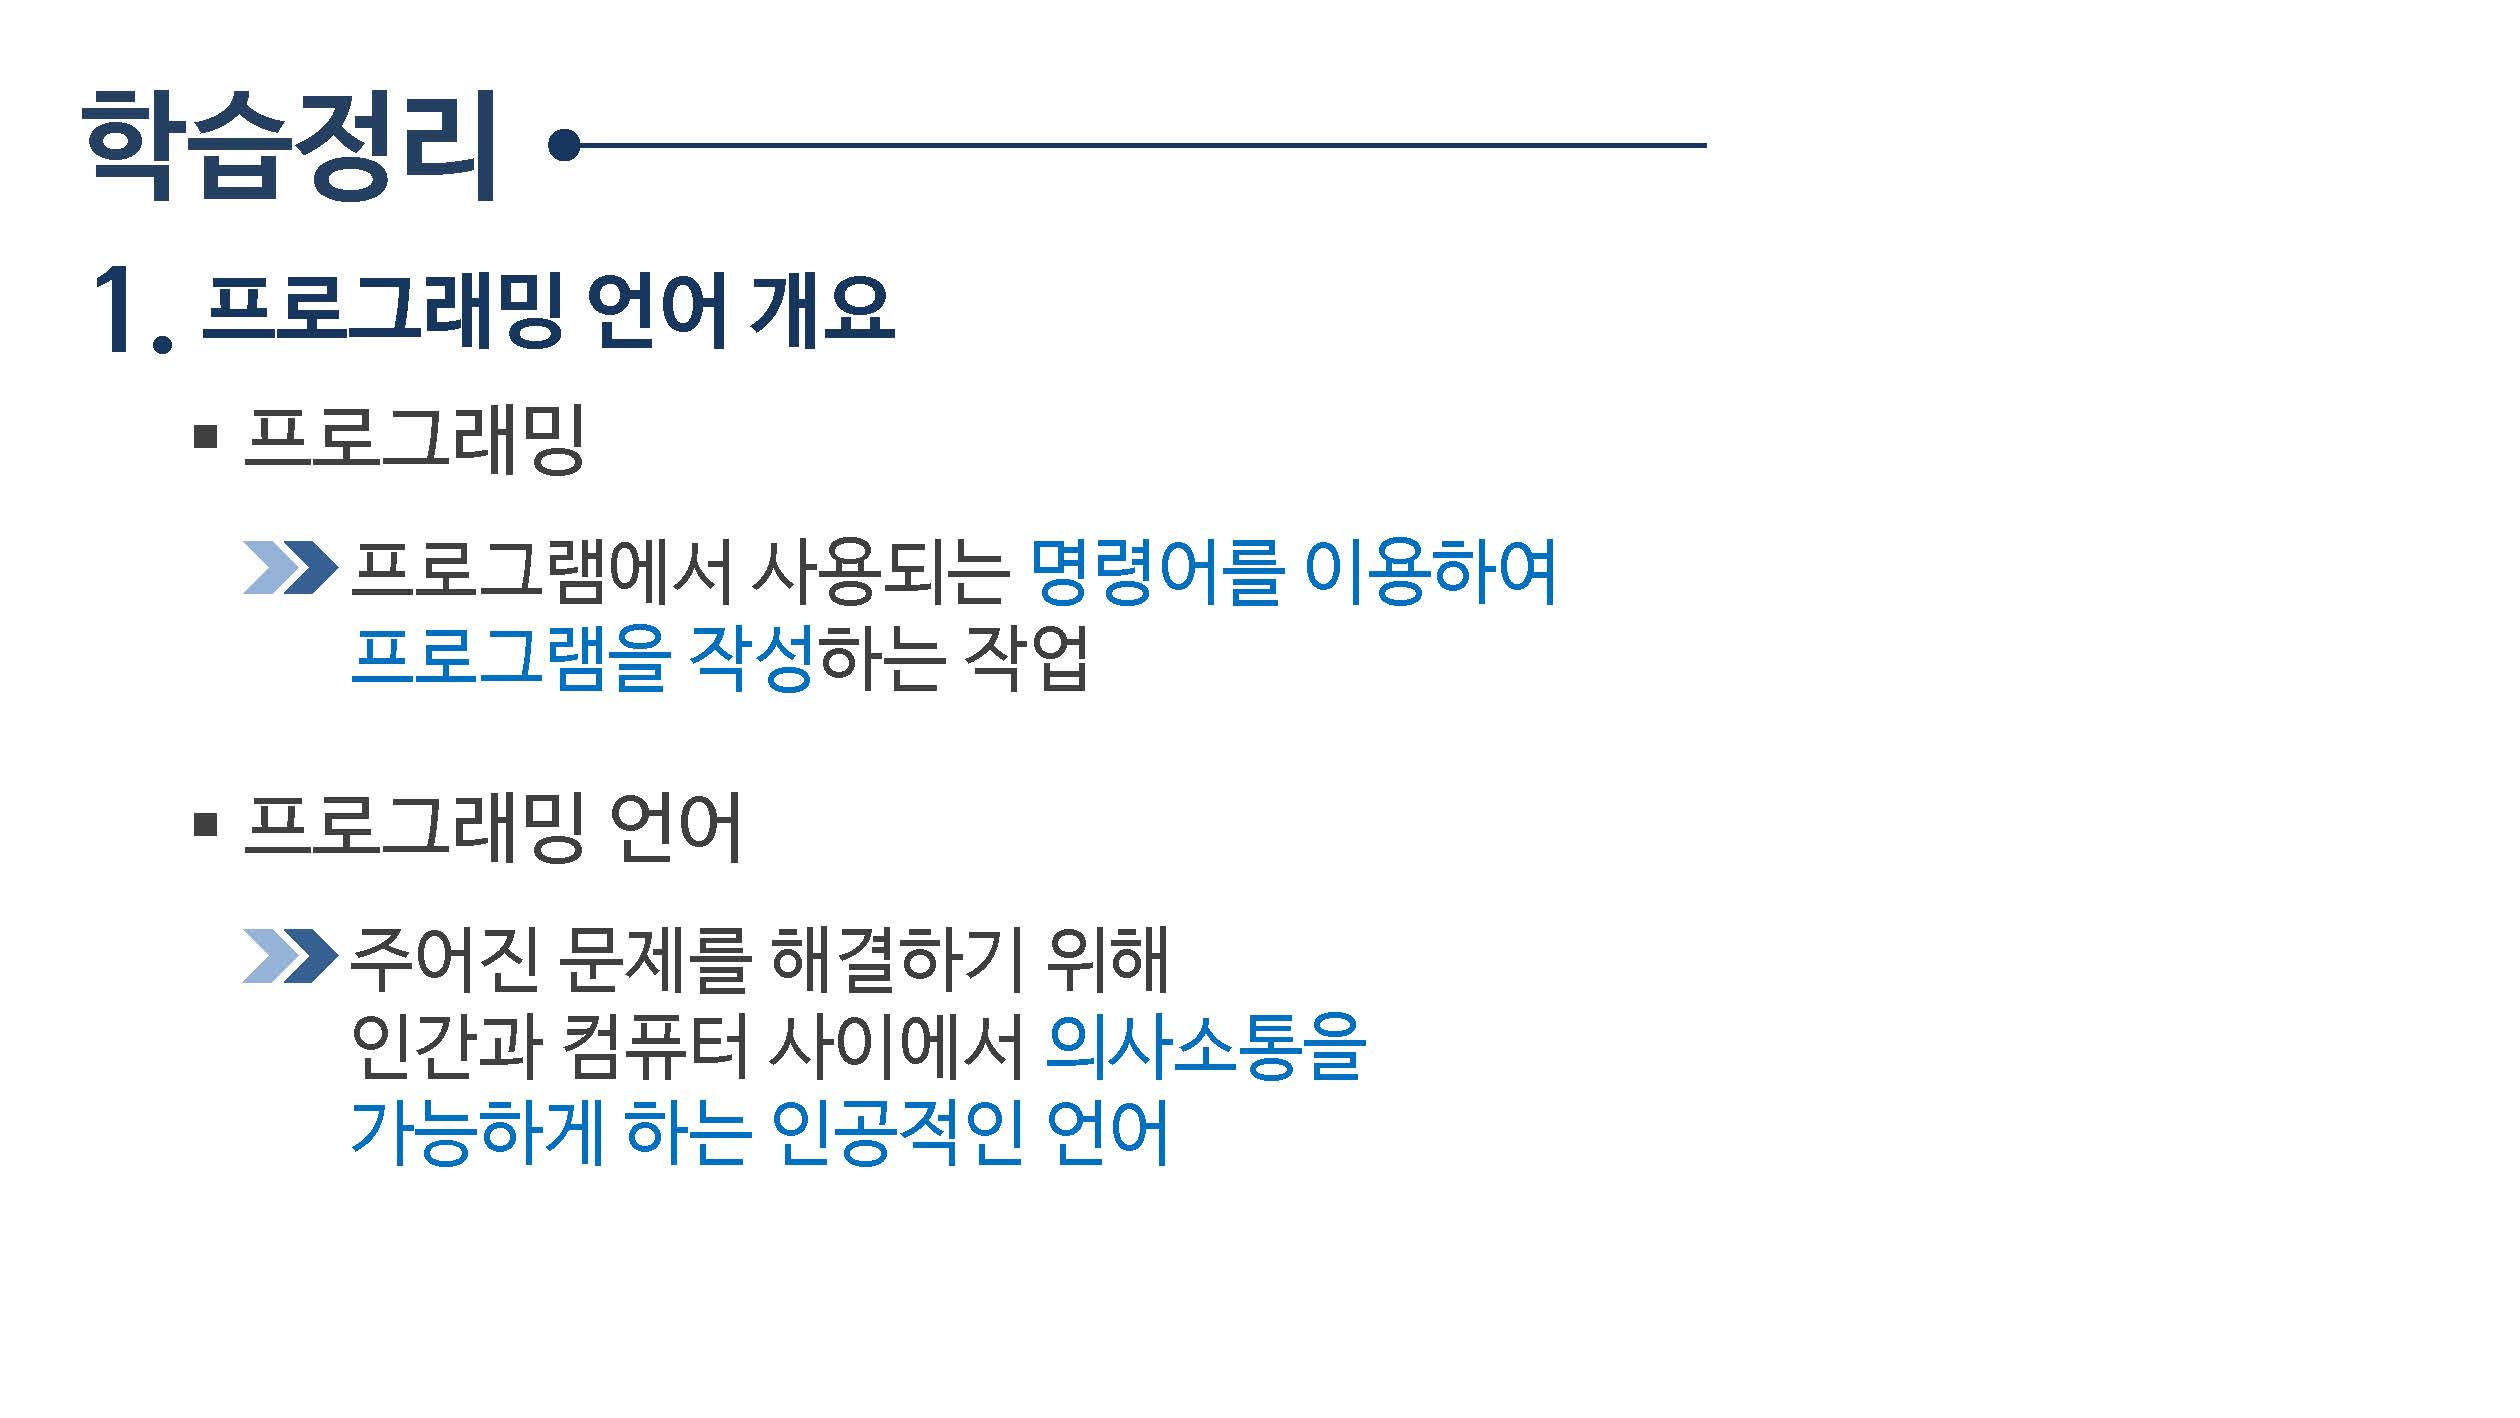 학습정리
1. 프로그래밍 언어 개요
▪ 프로그래밍
프로그램에서 사용되는 명령어를 이용하여
프로그램을 작성하는 작업
▪ 프로그래밍 언어
주어진 문제를 해결하기 위해
인간과 컴퓨터 사이에서 의사소통을
가능하게 하는 인공적인 언어